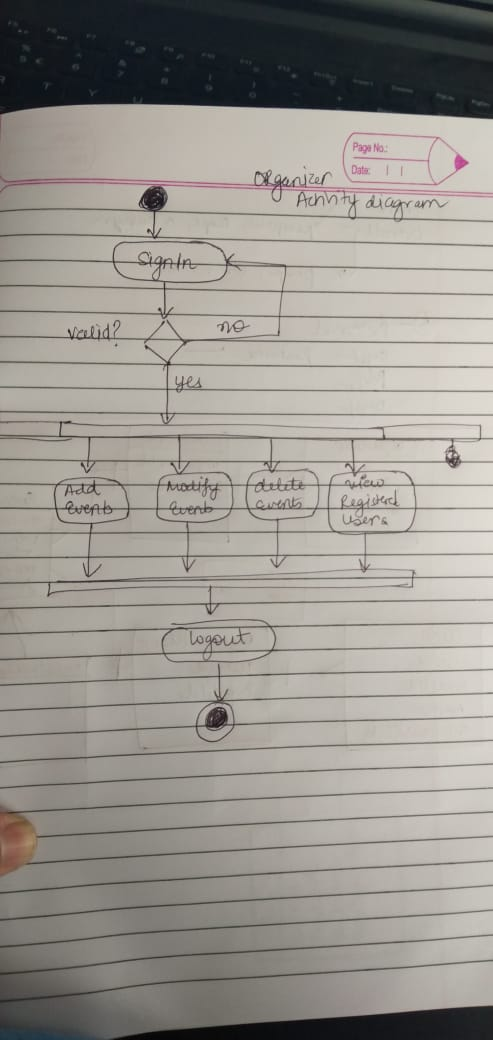 Page No.:
Date:
Organizer
Activity diagram
SignIn
valid?
no
yes
Add
Events
Modify
Events
delete
Events
view
Registerd
Users
logout